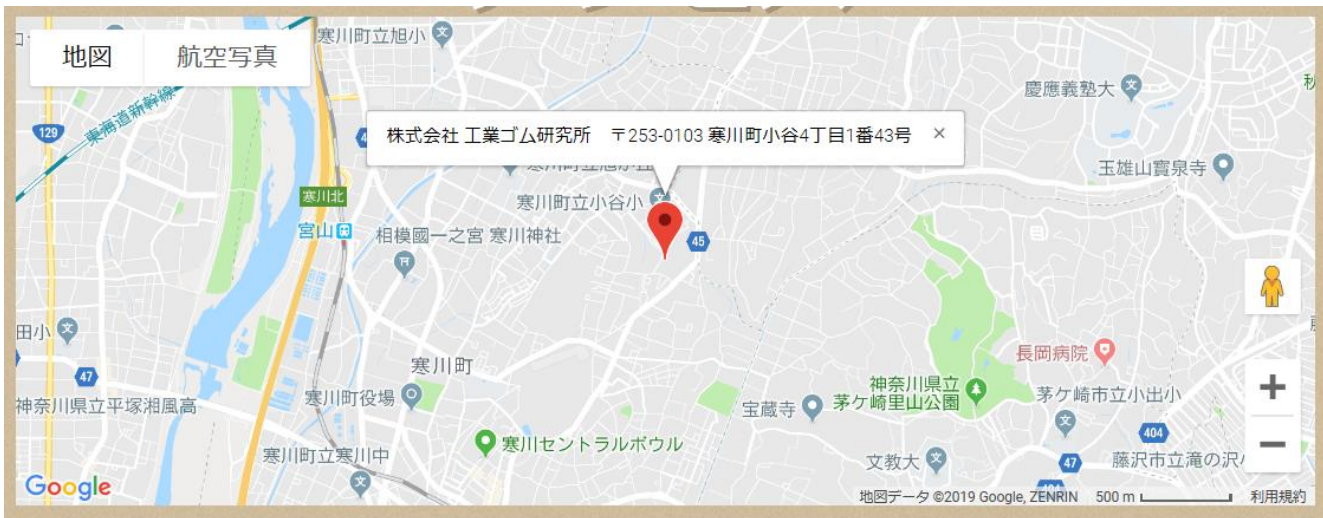 寒川町立旭小
地図
航空写真
慶應義塾大
東海道新幹線
129
株式会社 工業ゴム研究所　〒253-0103 寒川町小谷4丁目1番43号 ×
玉雄山寶泉寺
寒川北
寒川町立小谷小
宮山
相模國一之宮 寒川神社
45
田小
長岡病院
寒川町
47
神奈川県立
茅ケ崎里山公園
茅ケ崎市立小出小
神奈川県立平塚湘風高
寒川町役場
宝蔵寺
404
寒川セントラルボウル
寒川町立寒川中
文教大
47
藤沢市立滝の沢
Google
地図データ ©2019 Google, ZENRIN
500 m
利用規約